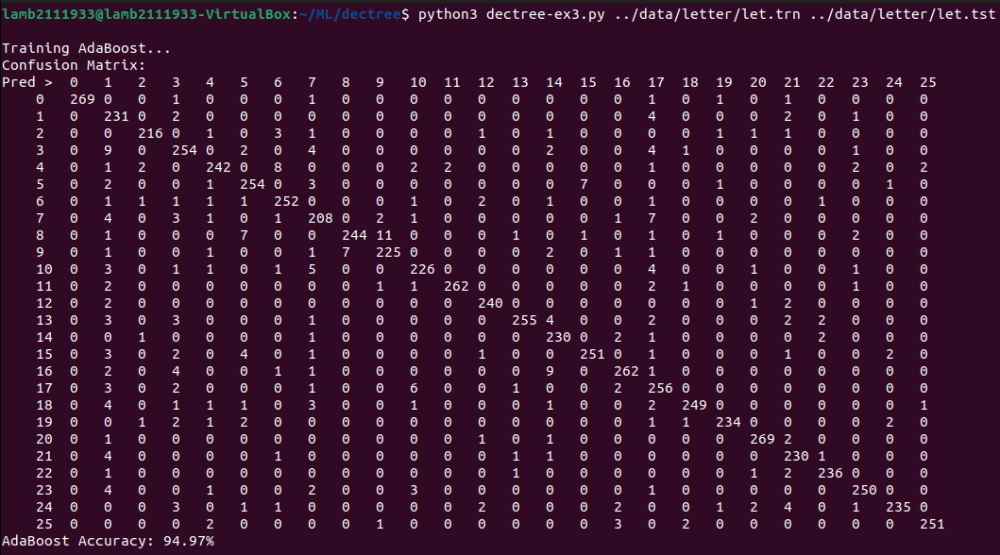 lamb2111933@lamb2111933-VirtualBox:~/ML/dectree$ python3 dectree-ex3.py ../data/letter/let.trn ../data/letter/let.tst
Training AdaBoost...
Confusion Matrix:
Pred > 0 1 2 3 4 5 6 7 8 9 10 11 12 13 14 15 16 17 18 19 20 21 22 23 24 25
0 269 0 0 1 0 0 0 1 0 0 0 0 0 0 0 0 0 1 0 1 0 1 0 0 0 0
1 0 231 0 2 0 0 0 0 0 0 0 0 0 0 0 0 0 4 0 0 0 2 0 1 0 0
2 0 0 216 0 1 0 3 1 0 0 0 0 1 0 1 0 0 0 0 1 1 1 0 0 0 0
3 0 9 0 254 0 2 0 4 0 0 0 0 0 0 2 0 0 4 1 0 0 0 0 1 0 0
4 0 1 2 0 242 0 8 0 0 0 2 2 0 0 0 0 0 1 0 0 0 0 0 2 0 2
5 0 2 0 0 1 254 0 3 0 0 0 0 0 0 0 7 0 0 0 1 0 0 0 0 1 0
6 0 1 1 1 1 1 252 0 0 0 1 0 2 0 1 0 0 1 0 0 0 0 1 0 0 0
7 0 4 0 3 1 0 1 208 0 2 1 0 0 0 0 0 1 7 0 0 2 0 0 0 0 0
8 0 1 0 0 0 7 0 0 244 11 0 0 0 1 0 1 0 1 0 1 0 0 0 2 0 0
9 0 1 0 0 1 0 0 1 7 225 0 0 0 0 2 0 1 1 0 0 0 0 0 0 0 0
10 0 3 0 1 1 0 1 5 0 0 226 0 0 0 0 0 0 4 0 0 1 0 0 1 0 0
11 0 2 0 0 0 0 0 0 0 1 1 262 0 0 0 0 0 2 1 0 0 0 0 1 0 0
12 0 2 0 0 0 0 0 0 0 0 0 0 240 0 0 0 0 0 0 0 1 2 0 0 0 0
13 0 3 0 3 0 0 0 1 0 0 0 0 0 255 4 0 0 2 0 0 0 2 2 0 0 0
14 0 0 1 0 0 0 0 1 0 0 0 0 0 0 230 0 2 1 0 0 0 0 2 0 0 0
15 0 3 0 2 0 4 0 1 0 0 0 0 1 0 0 251 0 1 0 0 0 1 0 0 2 0
16 0 2 0 4 0 0 1 1 0 0 0 0 0 0 9 0 262 1 0 0 0 0 0 0 0 0
17 0 3 0 2 0 0 0 1 0 0 6 0 0 1 0 0 2 256 0 0 0 0 0 0 0 0
18 0 4 0 1 1 1 0 3 0 0 1 0 0 0 1 0 0 2 249 0 0 0 0 0 0 1
19 0 0 1 2 1 2 0 0 0 0 0 0 0 0 0 0 0 1 1 234 0 0 0 0 2 0
20 0 1 0 0 0 0 0 0 0 0 0 0 1 0 1 0 0 0 0 0 269 2 0 0 0 0
21 0 4 0 0 0 0 1 0 0 0 0 0 0 1 1 0 0 0 0 0 0 230 1 0 0 0
22 0 1 0 0 0 0 0 0 0 0 0 0 0 1 0 0 0 0 0 0 1 2 236 0 0 0
23 0 4 0 0 1 0 0 2 0 0 3 0 0 0 0 0 0 1 0 0 0 0 0 250 0 0
24 0 0 0 3 0 1 1 0 0 0 0 0 2 0 0 0 2 0 0 1 2 4 0 1 235 0
25 0 0 0 0 2 0 0 0 0 1 0 0 0 0 0 0 3 0 2 0 0 0 0 0 0 251
AdaBoost Accuracy: 94.97%